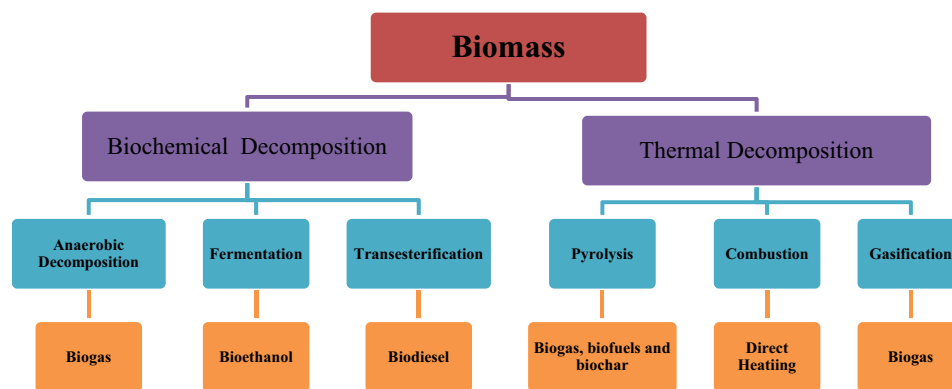 Biomass
Biochemical Decomposition
Thermal Decomposition
Anaerobic
Decomposition
Fermentation
Transesterification
Pyrolysis
Combustion
Gasification
Biogas
Bioethanol
Biodiesel
Biogas, biofuels and
biochar
Direct
Heatiing
Biogas